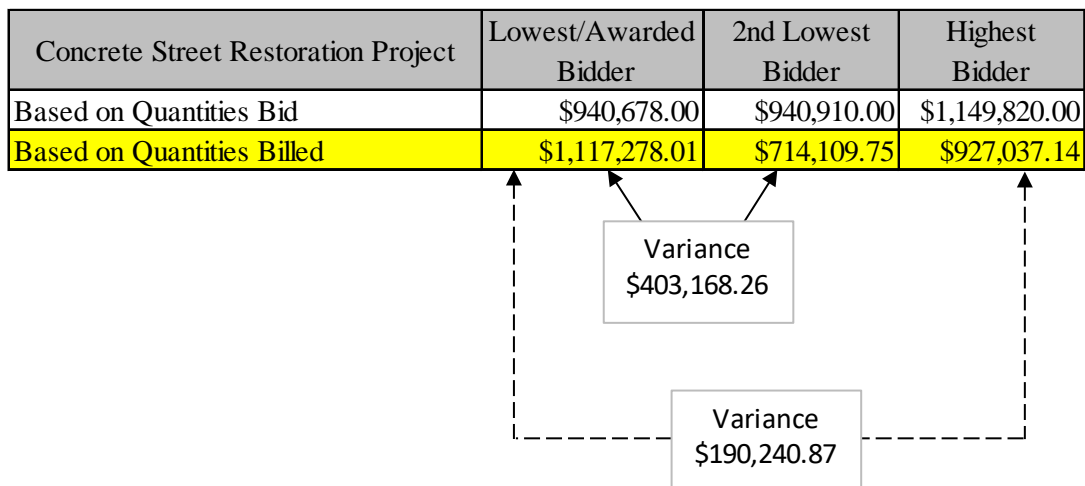 Concrete Street Restoration Project Lowest/Awarded Bidder 2nd Lowest Bidder Highest Bidder
Based on Quantities Bid $940,678.00 $940,910.00 $1,149,820.00
Based on Quantities Billed $1,117,278.01 $714,109.75 $927,037.14
Variance
$403,168.26
Variance
$190,240.87